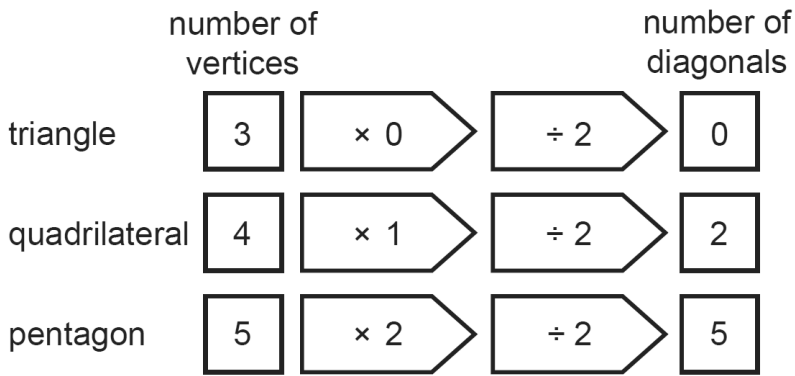 number of
vertices
number of
diagonals
triangle 3 × 0 ÷ 2 0
quadrilateral 4 × 1 ÷ 2 2
pentagon 5 × 2 ÷ 2 5